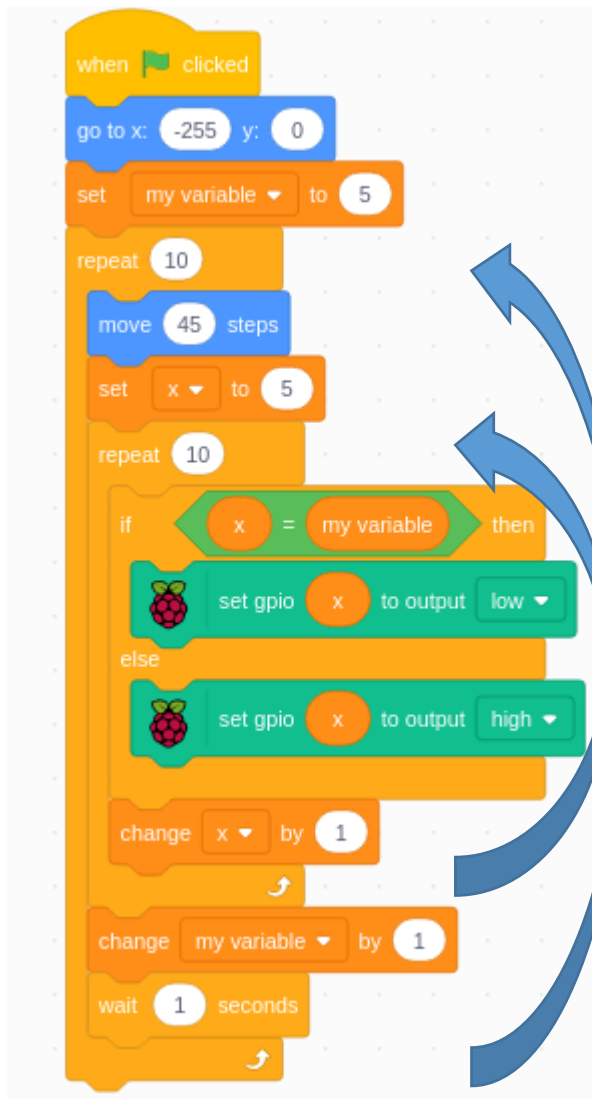 when clicked
go to x: -255 y: 0
set my variable to 5
repeat 10
move 45 steps
set x to 5
repeat 10
if x = my variable then
set gpio x to output low
else
set gpio x to output high
change x by 1
change my variable by 1
wait 1 seconds